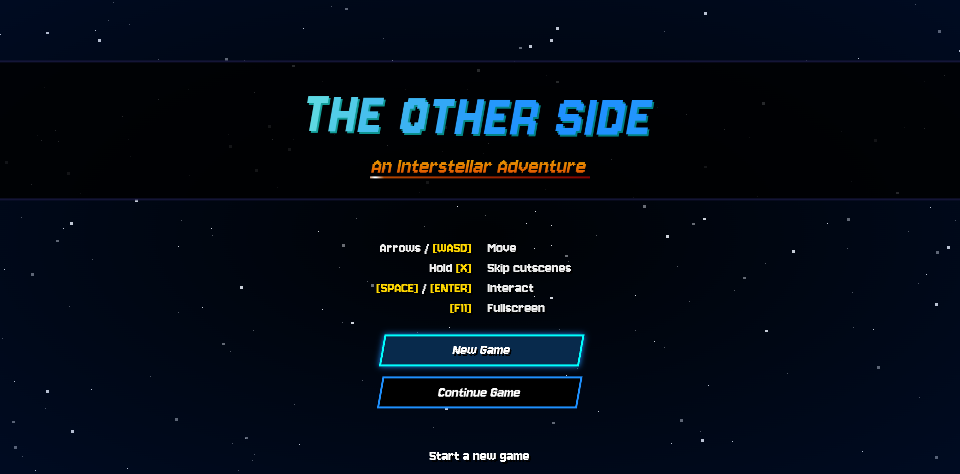 THE OTHER SIDE
An Interstellar Adventure
Arrows / [WASD] Move
Hold [X] Skip cutscenes
[SPACE] / [ENTER] Interact
[F11] Fullscreen
New Game
Continue Game
Start a new game